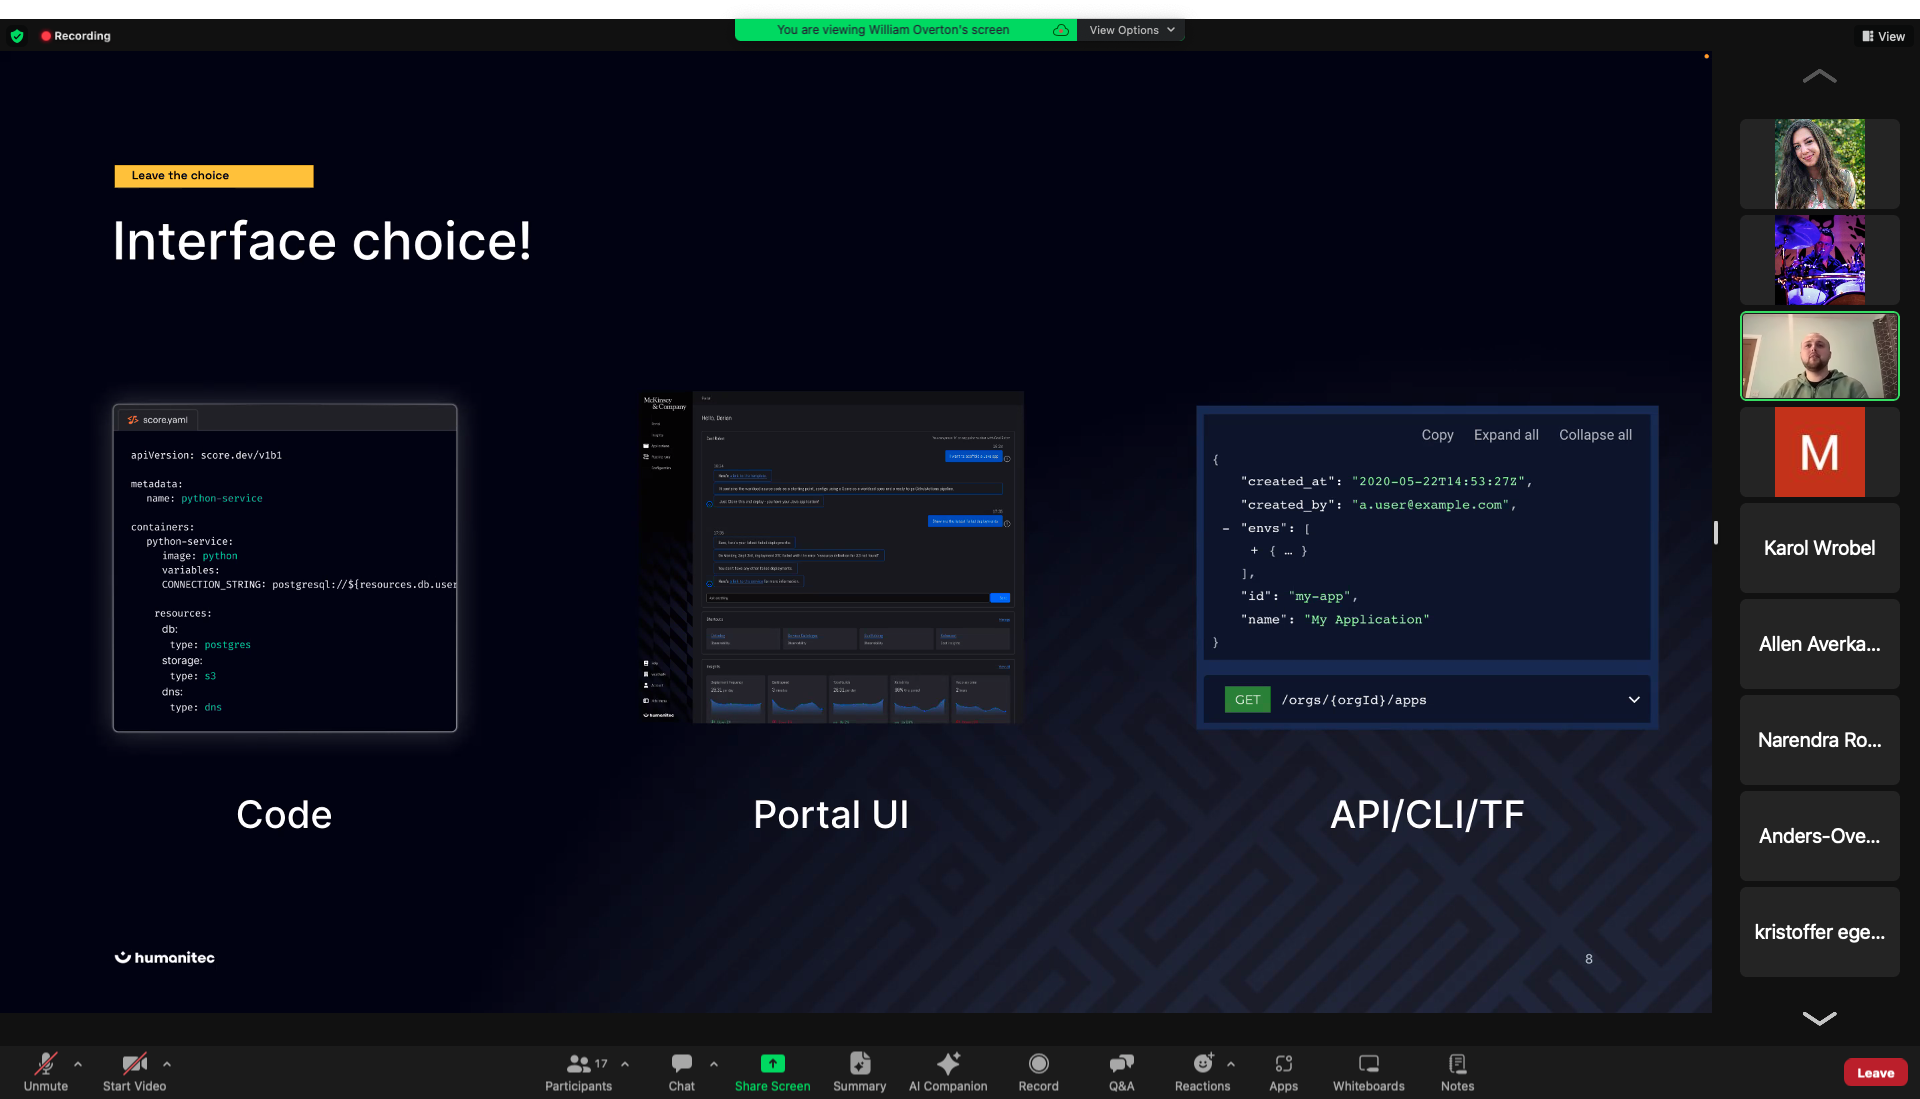 Recording
You are viewing William Overton's screen
View Options
View
Leave the choice
Interface choice!
score.yaml
apiVersion: score.dev/v1b1
metadata:
name: python-service
containers:
python-service:
image: python
variables:
CONNECTION_STRING: postgresql://${resources.db.user
resources:
db:
type: postgres
storage:
type: s3
dns:
type: dns
Code
McKinsey
& Company
Hello, Darian
humanitec
Portal UI
Copy Expand all Collapse all
{
"created_at": "2020-05-22T14:53:27Z",
"created_by": "a.user@example.com",
- "envs": [
+ { … }
],
"id": "my-app",
"name": "My Application"
}
GET /orgs/{orgId}/apps
API/CLI/TF
humanitec
8
M
Karol Wrobel
Allen Averka...
Narendra Ro...
Anders-Ove...
kristoffer ege...
Unmute
Start Video
17
Participants
Chat
Share Screen
Summary
AI Companion
Record
Q&A
Reactions
Apps
Whiteboards
Notes
Leave